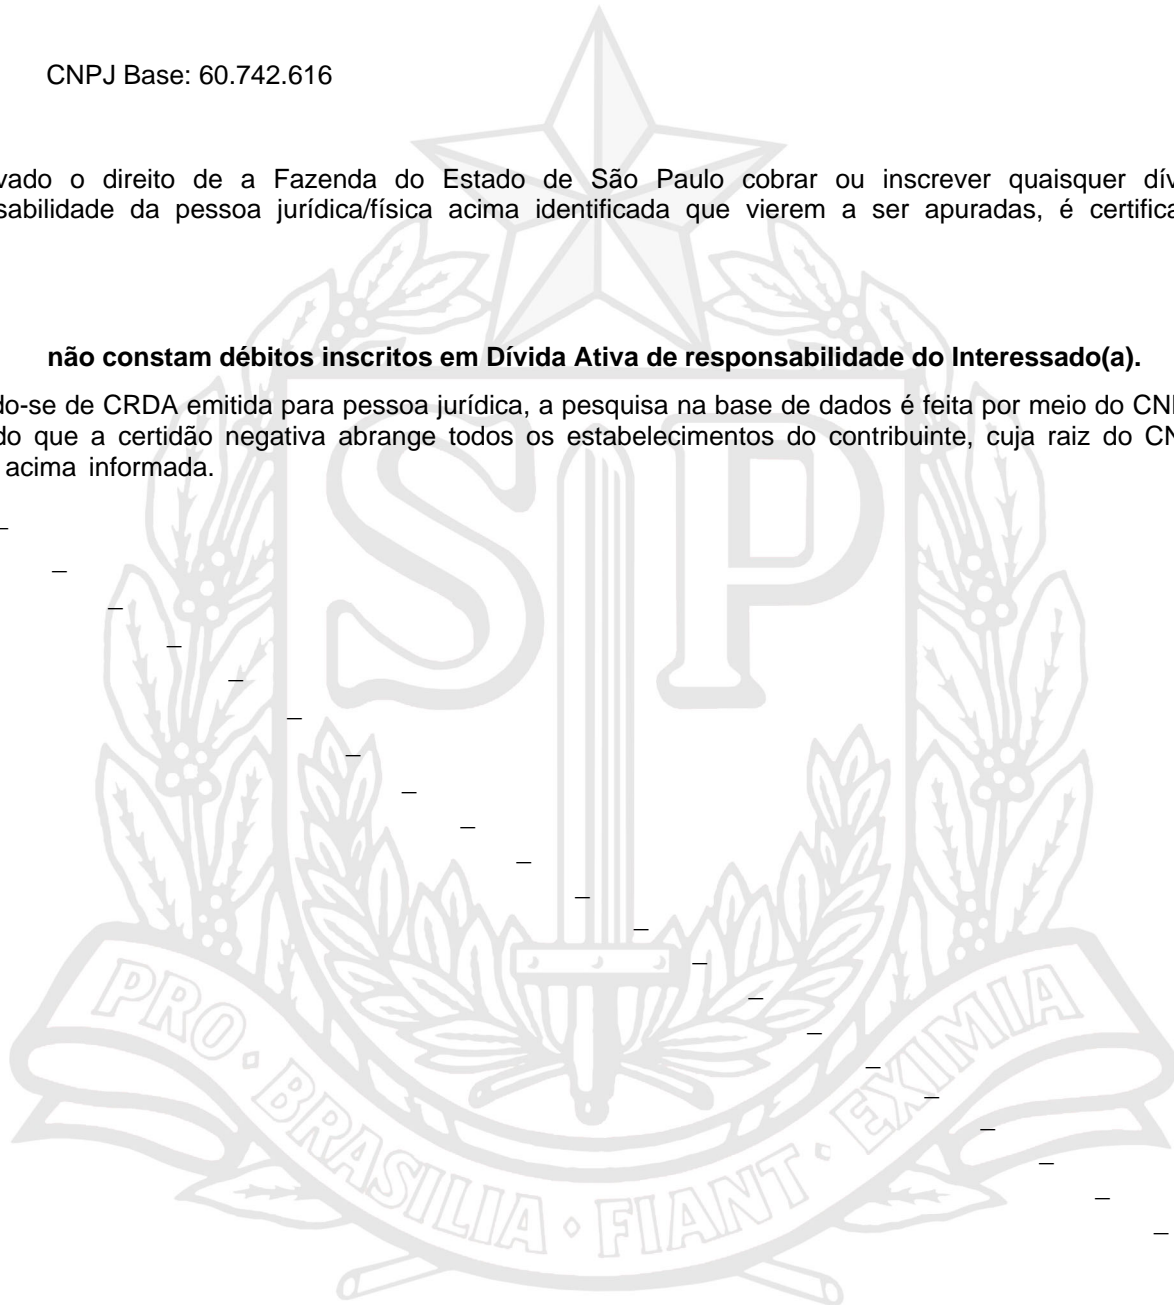 CNPJ Base: 60.742.616
vado o direito de a Fazenda do Estado de São Paulo cobrar ou inscrever quaisquer dív
sabilidade da pessoa jurídica/física acima identificada que vierem a ser apuradas, é certifica
não constam débitos inscritos em Dívida Ativa de responsabilidade do Interessado(a).
do-se de CRDA emitida para pessoa jurídica, a pesquisa na base de dados é feita por meio do CN
do que a certidão negativa abrange todos os estabelecimentos do contribuinte, cuja raiz do CN
acima informada.
SP
PRO · BRASILIA · FIANT · EXIMIA